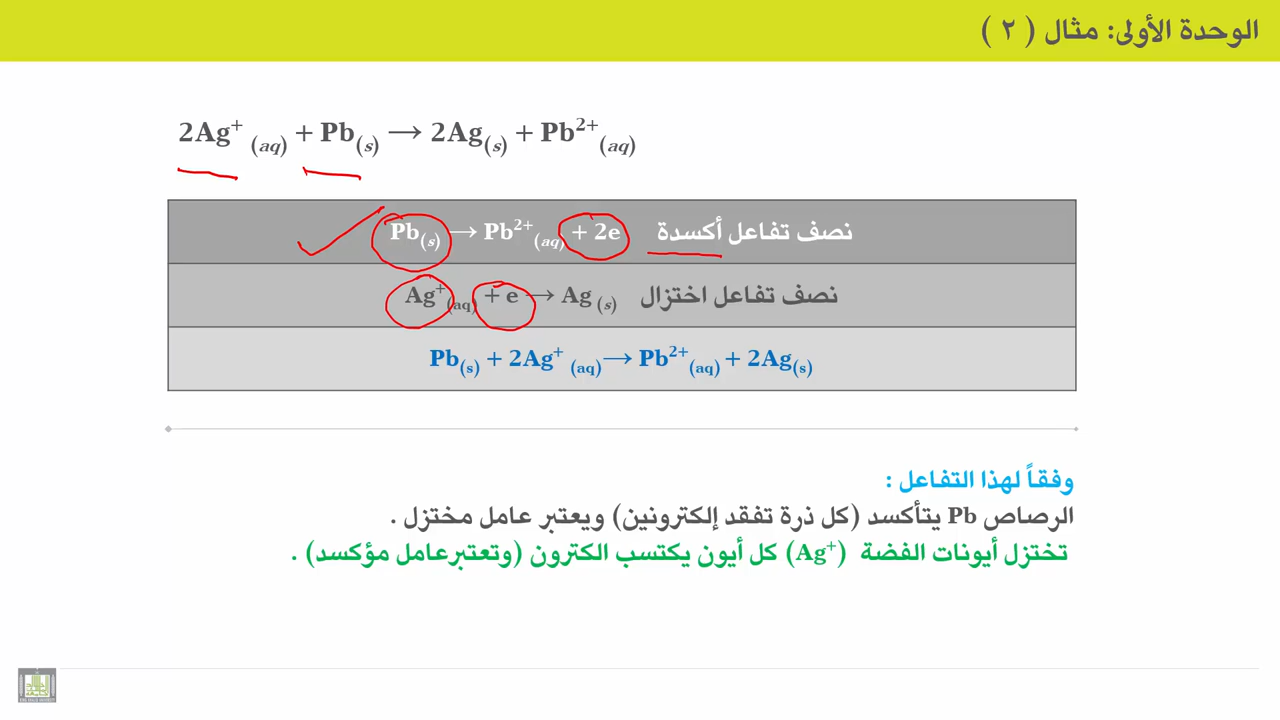 الوحدة الأولى: مثال ( ٢ )
2Ag⁺ (aq) + Pb(s) → 2Ag(s) + Pb²⁺(aq)
Pb(s) → Pb²⁺(aq) + 2e نصف تفاعل أكسدة
Ag⁺(aq) + e → Ag (s) نصف تفاعل اختزال
Pb(s) + 2Ag⁺ (aq) → Pb²⁺(aq) + 2Ag(s)
وفقاً لهذا التفاعل :
الرصاص Pb يتأكسد (كل ذرة تفقد إلكترونين) ويعتبر عامل مختزل .
تختزل أيونات الفضة (Ag⁺) كل أيون يكتسب الكترون (وتعتبرعامل مؤكسد) .